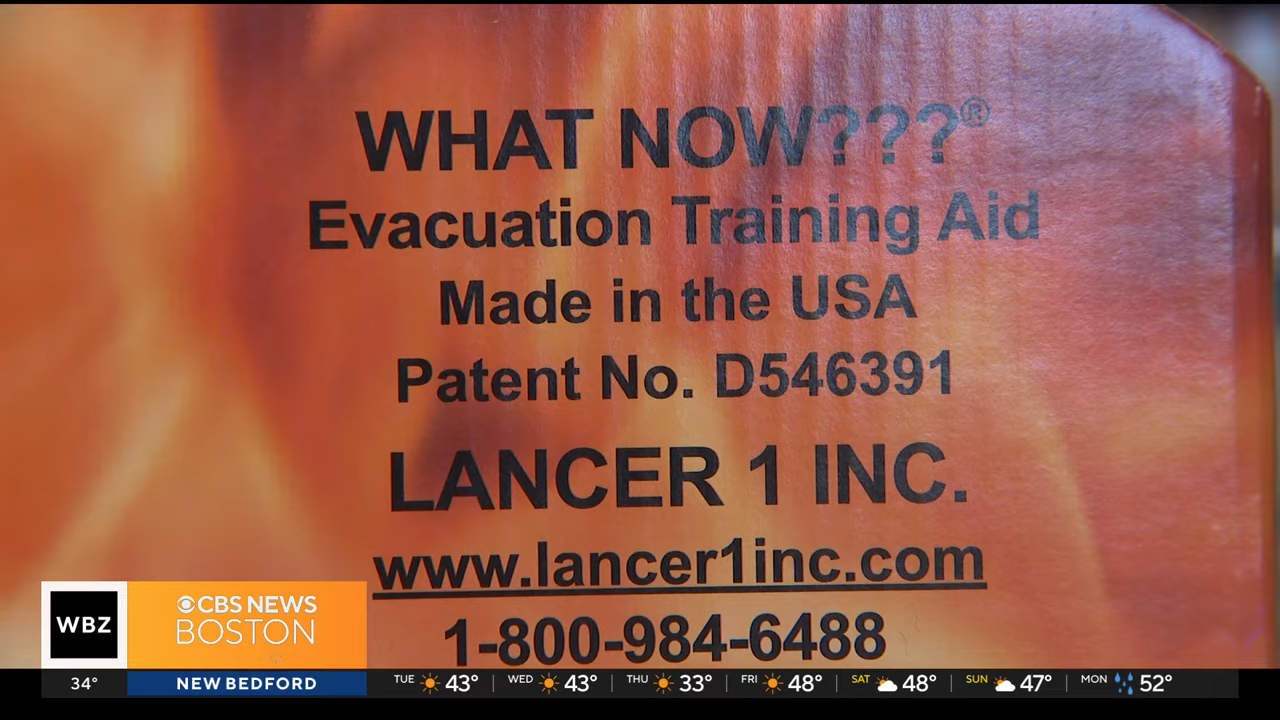 WHAT NOW???®
Evacuation Training Aid
Made in the USA
Patent No. D546391
LANCER 1 INC.
www.lancer1inc.com
1-800-984-6488
WBZ
CBS NEWS
BOSTON
34° NEW BEDFORD TUE 43° WED 43° THU 33° FRI 48° SAT 48° SUN 47° MON 52°